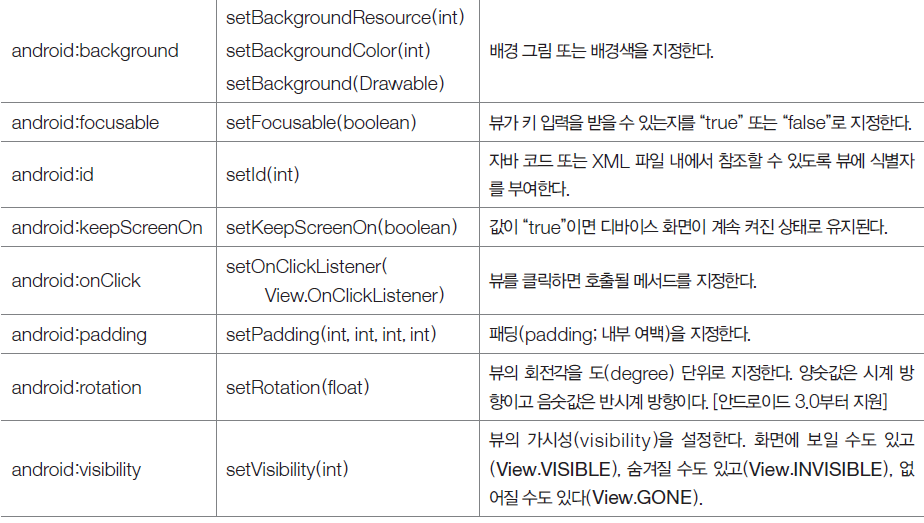 android:background
setBackgroundResource(int)
setBackgroundColor(int)
setBackground(Drawable)
배경 그림 또는 배경색을 지정한다.
android:focusable
setFocusable(boolean)
뷰가 키 입력을 받을 수 있는지를 “true” 또는 “false”로 지정한다.
android:id
setId(int)
자바 코드 또는 XML 파일 내에서 참조할 수 있도록 뷰에 식별자
를 부여한다.
android:keepScreenOn
setKeepScreenOn(boolean)
값이 “true”이면 디바이스 화면이 계속 켜진 상태로 유지된다.
android:onClick
setOnClickListener(
View.OnClickListener)
뷰를 클릭하면 호출될 메서드를 지정한다.
android:padding
setPadding(int, int, int, int)
패딩(padding; 내부 여백)을 지정한다.
android:rotation
setRotation(float)
뷰의 회전각을 도(degree) 단위로 지정한다. 양숫값은 시계 방
향이고 음숫값은 반시계 방향이다. [안드로이드 3.0부터 지원]
android:visibility
setVisibility(int)
뷰의 가시성(visibility)을 설정한다. 화면에 보일 수도 있고
(View.VISIBLE), 숨겨질 수도 있고(View.INVISIBLE), 없
어질 수도 있다(View.GONE).